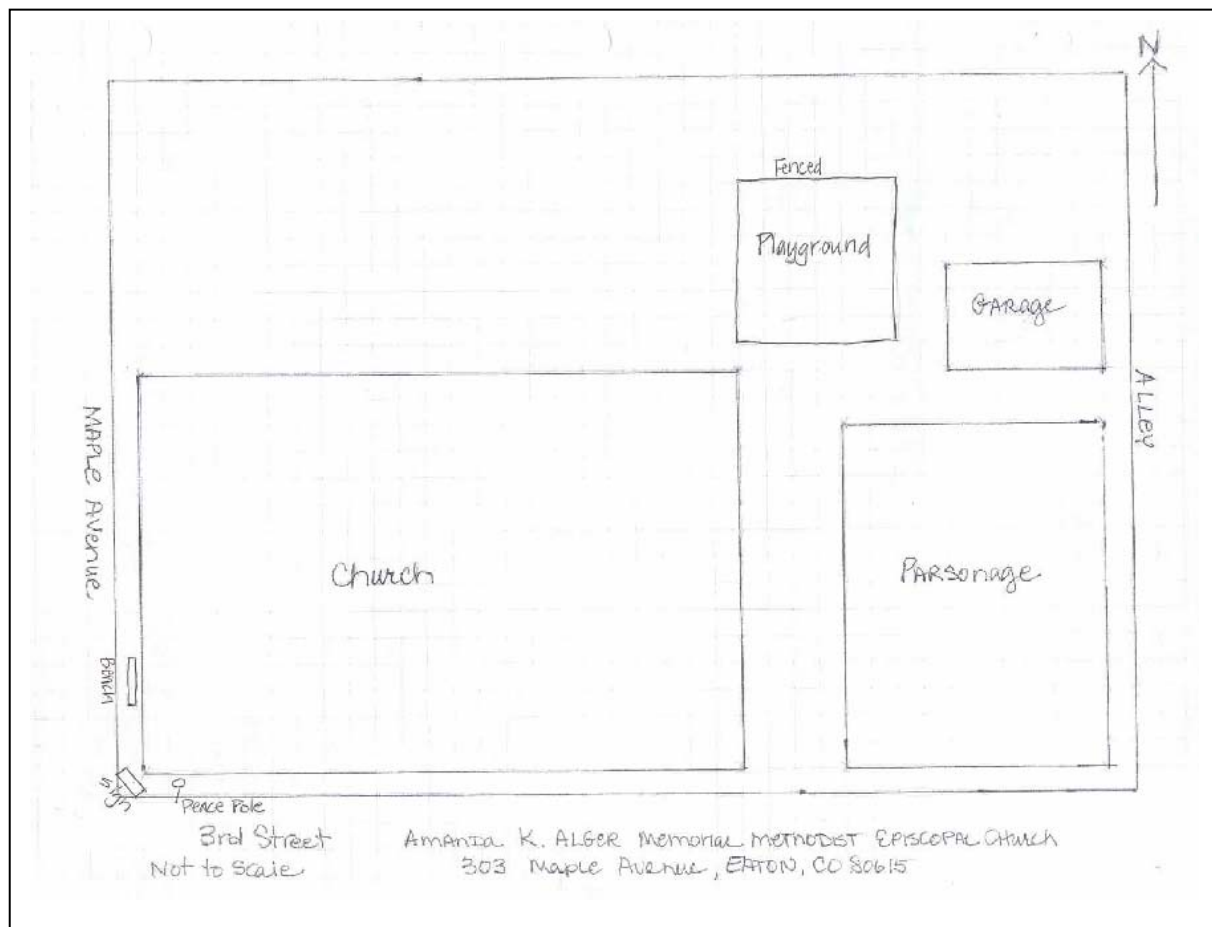 N
Fenced
Playground
GARage
ALLEY
MAPLE AVENUE
Church
PARSONAGE
Bench
Sign
Peace Pole
3rd Street
Not to Scale
AMANDA K. ALGER MEMORIAL METHODIST EPISCOPAL Church
303 Maple Avenue, EATON, CO 80615